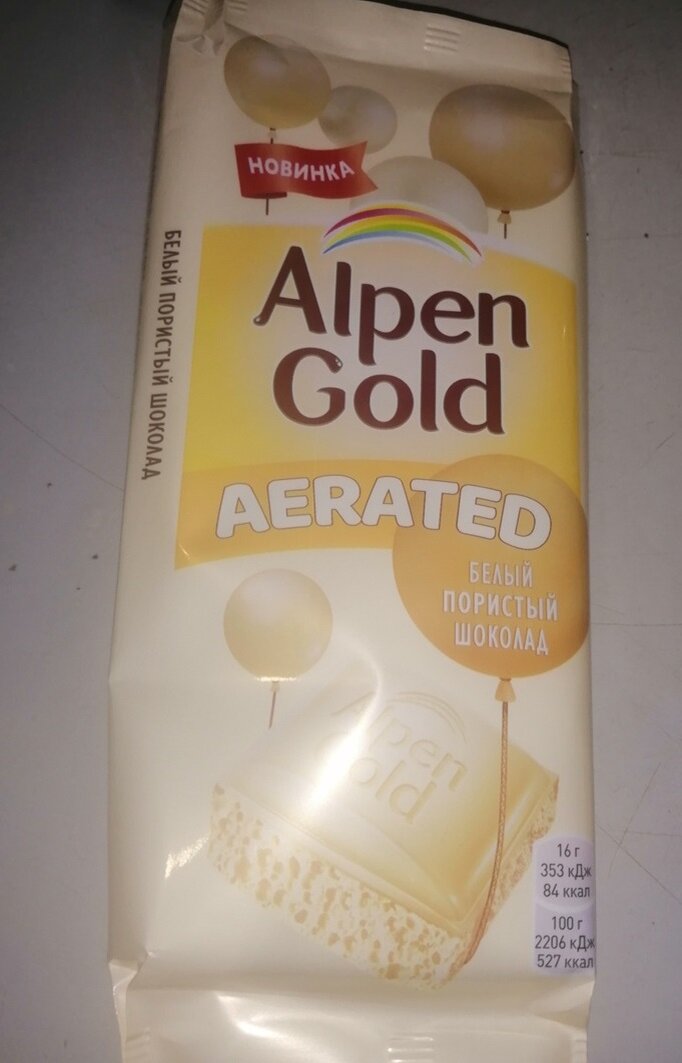 НОВИНКА
Alpen
Gold
AERATED
БЕЛЫЙ
ПОРИСТЫЙ
ШОКОЛАД
БЕЛЫЙ ПОРИСТЫЙ ШОКОЛАД
Alpen
Gold
16 г
353 кДж
84 ккал
100 г
2206 кДж
527 ккал